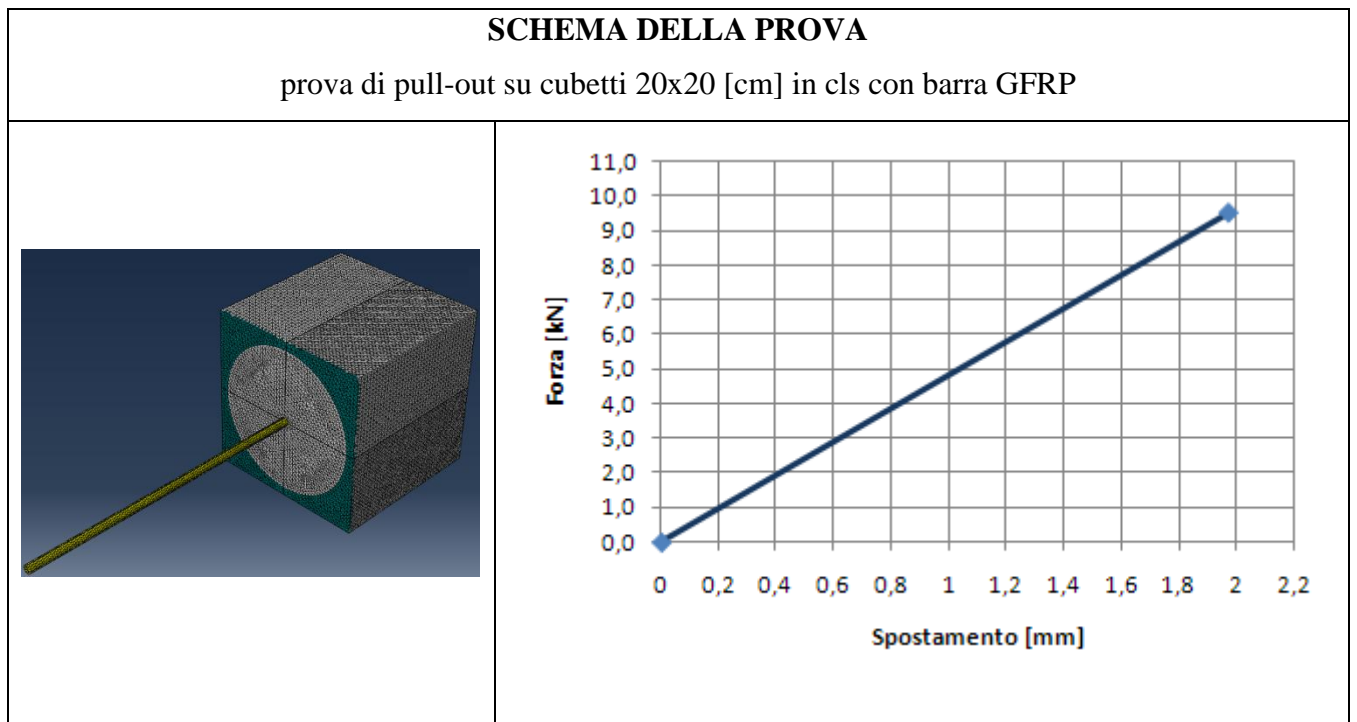 SCHEMA DELLA PROVA
prova di pull-out su cubetti 20x20 [cm] in cls con barra GFRP
11,0
10,0
9,0
8,0
7,0
6,0
5,0
4,0
3,0
2,0
1,0
0,0
Forza [kN]
0 0,2 0,4 0,6 0,8 1 1,2 1,4 1,6 1,8 2 2,2
Spostamento [mm]